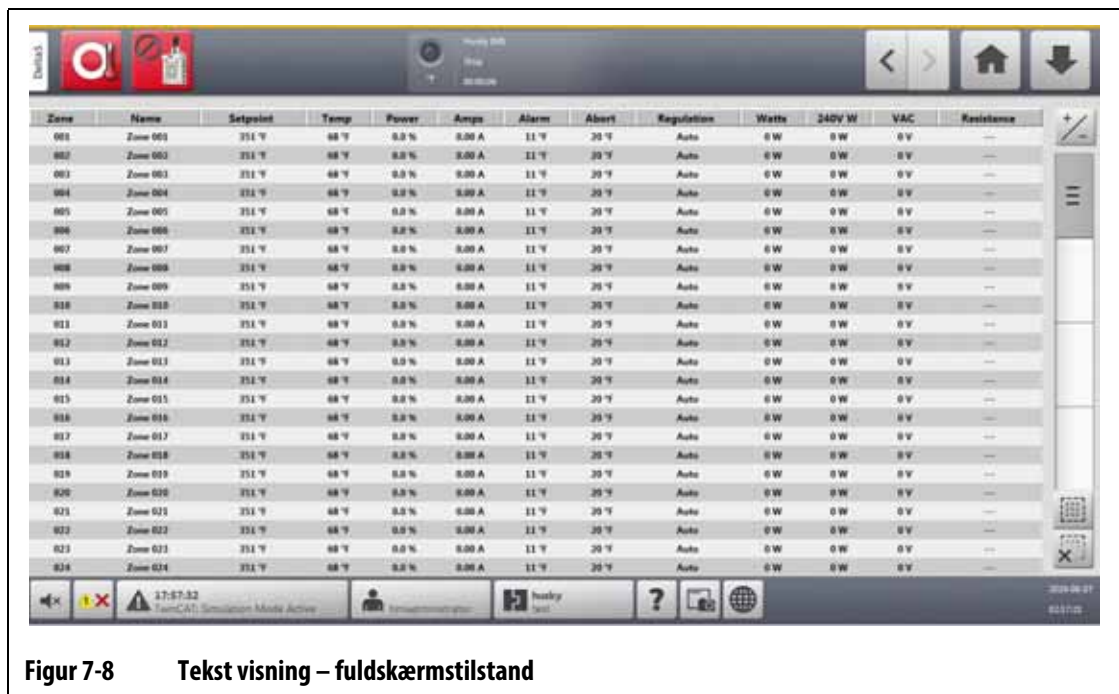 DeltaS
Zone Name Setpoint Temp Power Amps Alarm Abort Regulation Watts 240V W VAC Resistance
001 Zone 001 351 °F 68 °F 0.0 % 0.00 A 11 °F 20 °F Auto 0 W 0 W 0 V ---
002 Zone 002 351 °F 68 °F 0.0 % 0.00 A 11 °F 20 °F Auto 0 W 0 W 0 V ---
003 Zone 003 351 °F 68 °F 0.0 % 0.00 A 11 °F 20 °F Auto 0 W 0 W 0 V ---
004 Zone 004 351 °F 68 °F 0.0 % 0.00 A 11 °F 20 °F Auto 0 W 0 W 0 V ---
005 Zone 005 351 °F 68 °F 0.0 % 0.00 A 11 °F 20 °F Auto 0 W 0 W 0 V ---
006 Zone 006 351 °F 68 °F 0.0 % 0.00 A 11 °F 20 °F Auto 0 W 0 W 0 V ---
007 Zone 007 351 °F 68 °F 0.0 % 0.00 A 11 °F 20 °F Auto 0 W 0 W 0 V ---
008 Zone 008 351 °F 68 °F 0.0 % 0.00 A 11 °F 20 °F Auto 0 W 0 W 0 V ---
009 Zone 009 351 °F 68 °F 0.0 % 0.00 A 11 °F 20 °F Auto 0 W 0 W 0 V ---
010 Zone 010 351 °F 68 °F 0.0 % 0.00 A 11 °F 20 °F Auto 0 W 0 W 0 V ---
011 Zone 011 351 °F 68 °F 0.0 % 0.00 A 11 °F 20 °F Auto 0 W 0 W 0 V ---
012 Zone 012 351 °F 68 °F 0.0 % 0.00 A 11 °F 20 °F Auto 0 W 0 W 0 V ---
013 Zone 013 351 °F 68 °F 0.0 % 0.00 A 11 °F 20 °F Auto 0 W 0 W 0 V ---
014 Zone 014 351 °F 68 °F 0.0 % 0.00 A 11 °F 20 °F Auto 0 W 0 W 0 V ---
015 Zone 015 351 °F 68 °F 0.0 % 0.00 A 11 °F 20 °F Auto 0 W 0 W 0 V ---
016 Zone 016 351 °F 68 °F 0.0 % 0.00 A 11 °F 20 °F Auto 0 W 0 W 0 V ---
017 Zone 017 351 °F 68 °F 0.0 % 0.00 A 11 °F 20 °F Auto 0 W 0 W 0 V ---
018 Zone 018 351 °F 68 °F 0.0 % 0.00 A 11 °F 20 °F Auto 0 W 0 W 0 V ---
019 Zone 019 351 °F 68 °F 0.0 % 0.00 A 11 °F 20 °F Auto 0 W 0 W 0 V ---
020 Zone 020 351 °F 68 °F 0.0 % 0.00 A 11 °F 20 °F Auto 0 W 0 W 0 V ---
021 Zone 021 351 °F 68 °F 0.0 % 0.00 A 11 °F 20 °F Auto 0 W 0 W 0 V ---
022 Zone 022 351 °F 68 °F 0.0 % 0.00 A 11 °F 20 °F Auto 0 W 0 W 0 V ---
023 Zone 023 351 °F 68 °F 0.0 % 0.00 A 11 °F 20 °F Auto 0 W 0 W 0 V ---
024 Zone 024 351 °F 68 °F 0.0 % 0.00 A 11 °F 20 °F Auto 0 W 0 W 0 V ---
17:57:32
TwinCAT: Simulation Mode Active
husky
test
Figur 7-8 Tekst visning – fuldskærmstilstand